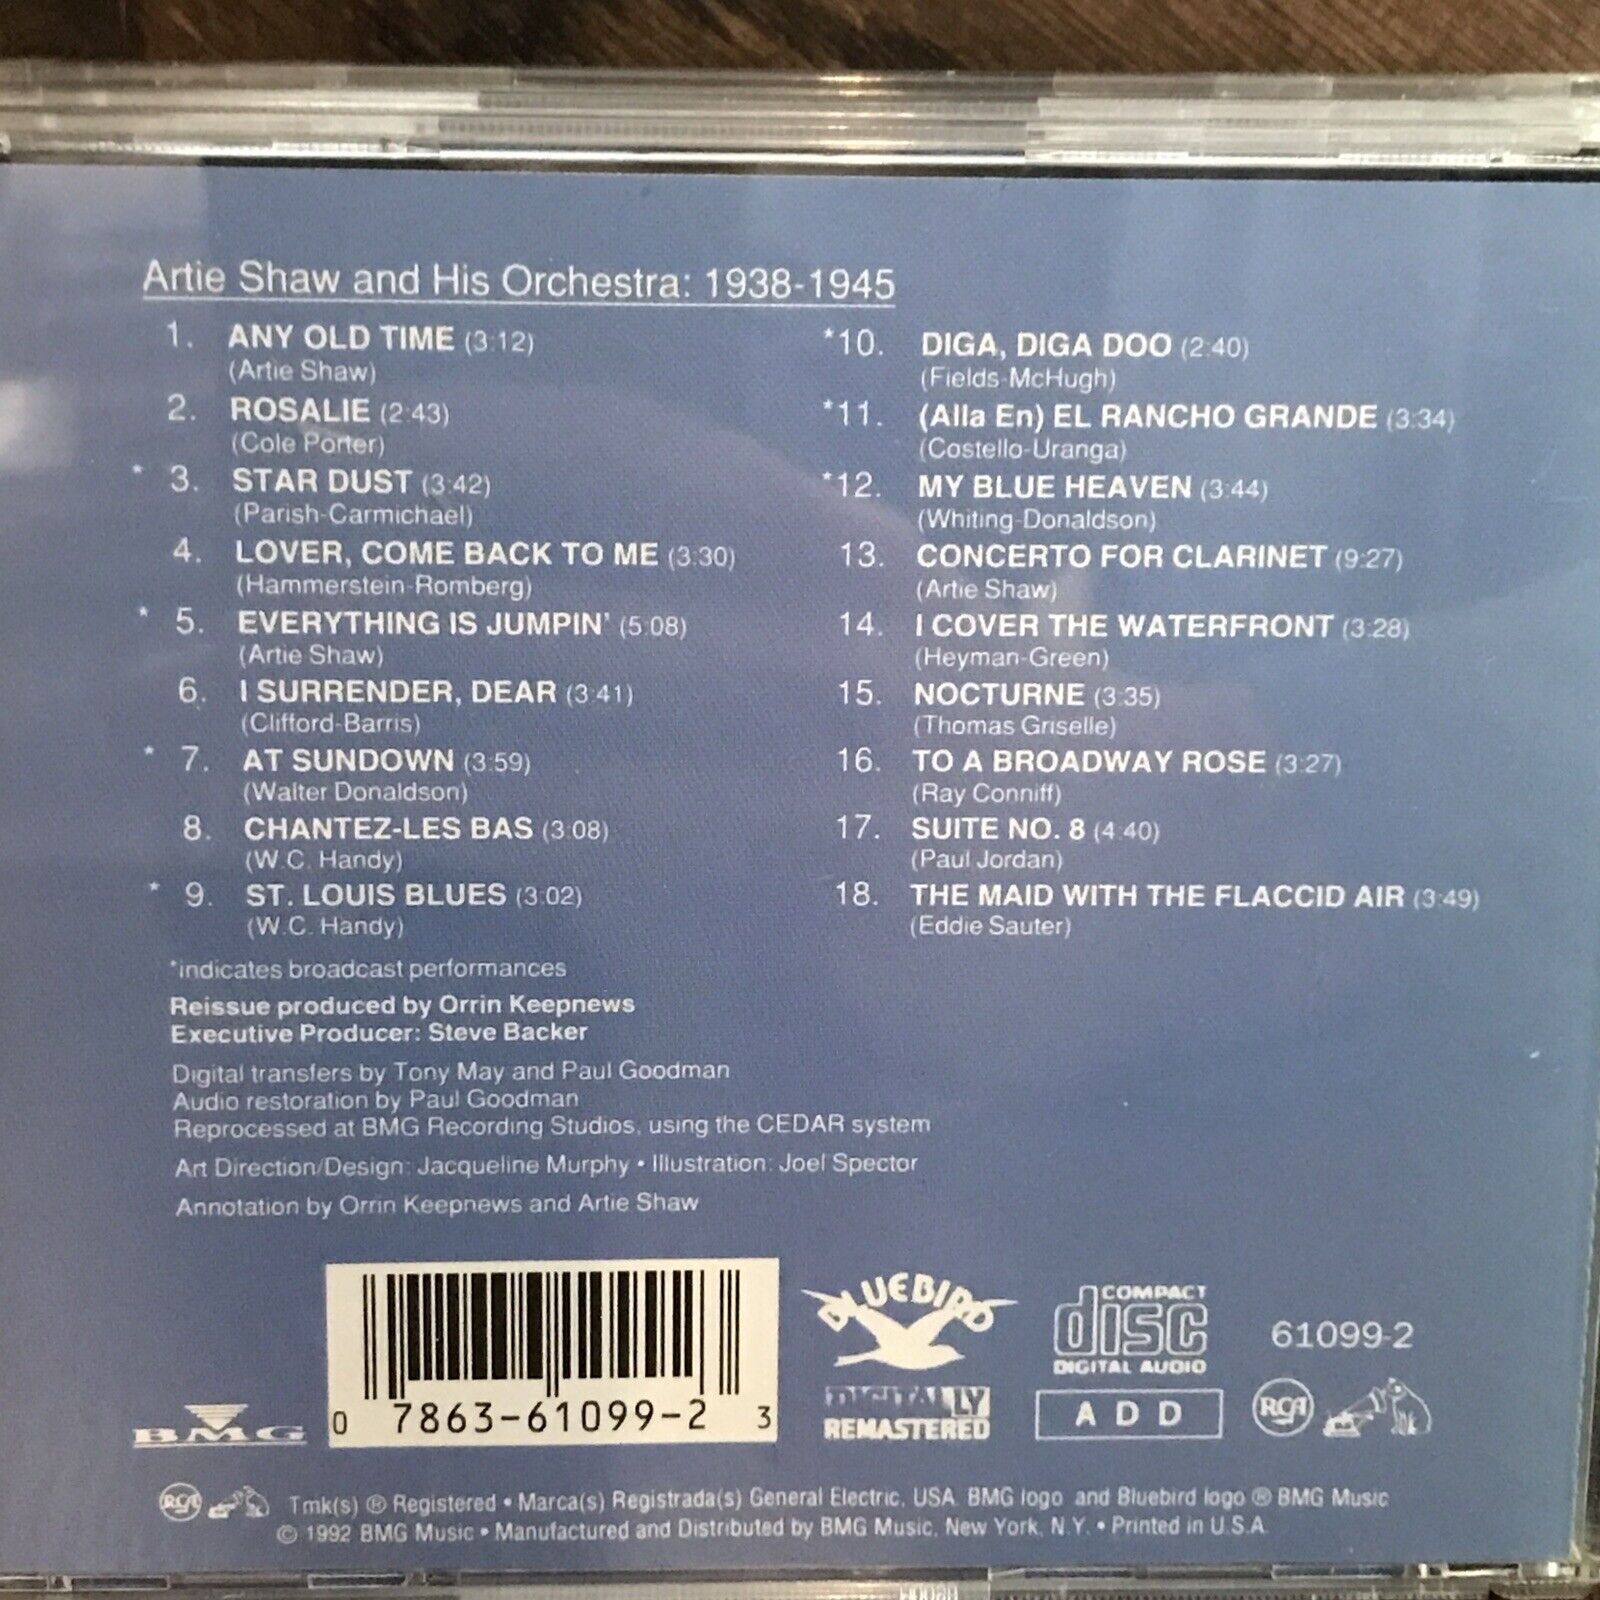 Artie Shaw and His Orchestra: 1938-1945
1. ANY OLD TIME (3:12)
(Artie Shaw)
2. ROSALIE (2:43)
(Cole Porter)
* 3. STAR DUST (3:42)
(Parish-Carmichael)
4. LOVER, COME BACK TO ME (3:30)
(Hammerstein-Romberg)
* 5. EVERYTHING IS JUMPIN' (5:08)
(Artie Shaw)
6. I SURRENDER, DEAR (3:41)
(Clifford-Barris)
* 7. AT SUNDOWN (3:59)
(Walter Donaldson)
8. CHANTEZ-LES BAS (3:08)
(W.C. Handy)
* 9. ST. LOUIS BLUES (3:02)
(W.C. Handy)
*10. DIGA, DIGA DOO (2:40)
(Fields-McHugh)
*11. (Alla En) EL RANCHO GRANDE (3:34)
(Costello-Uranga)
*12. MY BLUE HEAVEN (3:44)
(Whiting-Donaldson)
13. CONCERTO FOR CLARINET (9:27)
(Artie Shaw)
14. I COVER THE WATERFRONT (3:28)
(Heyman-Green)
15. NOCTURNE (3:35)
(Thomas Griselle)
16. TO A BROADWAY ROSE (3:27)
(Ray Conniff)
17. SUITE NO. 8 (4:40)
(Paul Jordan)
18. THE MAID WITH THE FLACCID AIR (3:49)
(Eddie Sauter)
*indicates broadcast performances
Reissue produced by Orrin Keepnews
Executive Producer: Steve Backer
Digital transfers by Tony May and Paul Goodman
Audio restoration by Paul Goodman
Reprocessed at BMG Recording Studios, using the CEDAR system
Art Direction/Design: Jacqueline Murphy • Illustration: Joel Spector
Annotation by Orrin Keepnews and Artie Shaw
BMG
0 7863-61099-2 3
BLUEBIRD
DIGITALLY
REMASTERED
COMPACT
disc
DIGITAL AUDIO
ADD
61099-2
RCA
RCA Tmk(s) ® Registered • Marca(s) Registrada(s) General Electric, USA. BMG logo and Bluebird logo ® BMG Music
© 1992 BMG Music • Manufactured and Distributed by BMG Music, New York, N.Y. • Printed in U.S.A.